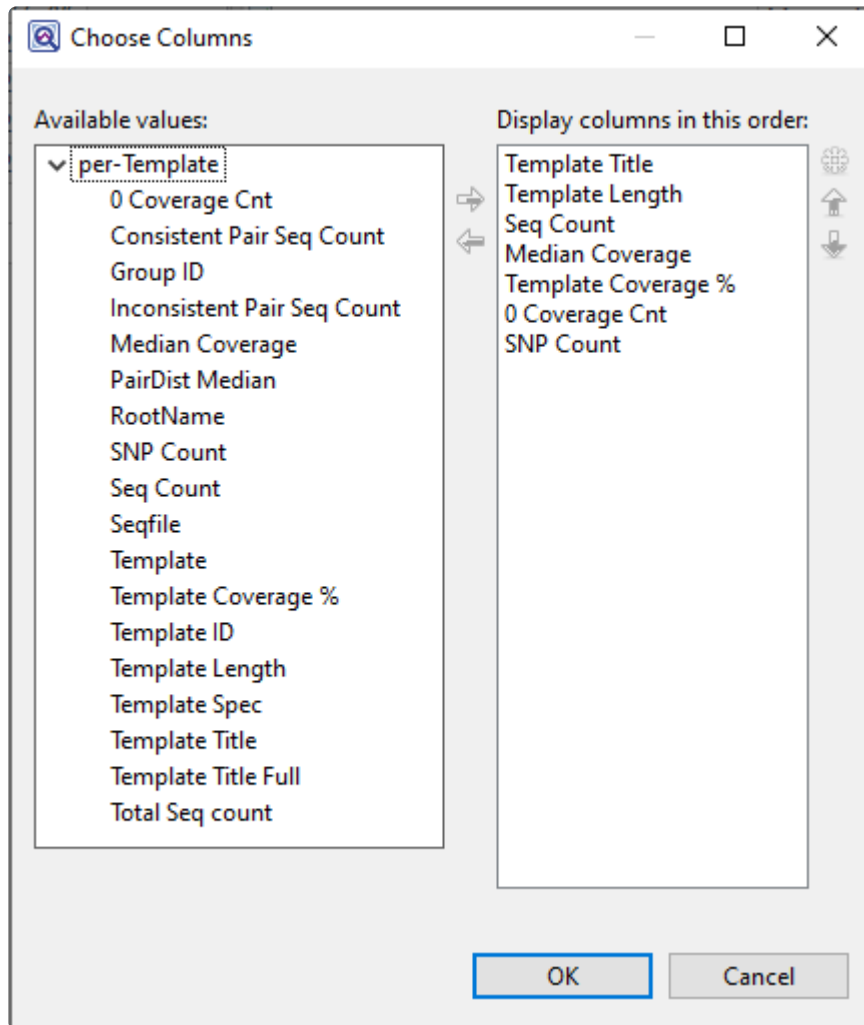 Choose Columns
Available values:
per-Template
0 Coverage Cnt
Consistent Pair Seq Count
Group ID
Inconsistent Pair Seq Count
Median Coverage
PairDist Median
RootName
SNP Count
Seq Count
Seqfile
Template
Template Coverage %
Template ID
Template Length
Template Spec
Template Title
Template Title Full
Total Seq count
Display columns in this order:
Template Title
Template Length
Seq Count
Median Coverage
Template Coverage %
0 Coverage Cnt
SNP Count
OK
Cancel